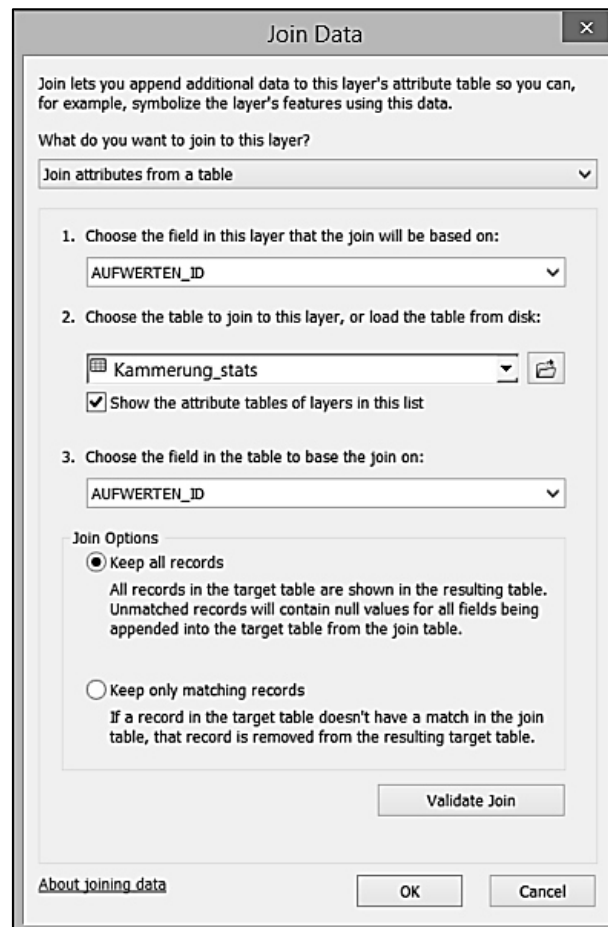 Join Data
Join lets you append additional data to this layer's attribute table so you can,
for example, symbolize the layer's features using this data.
What do you want to join to this layer?
Join attributes from a table
1. Choose the field in this layer that the join will be based on:
AUFWERTEN_ID
2. Choose the table to join to this layer, or load the table from disk:
Kammerung_stats
Show the attribute tables of layers in this list
3. Choose the field in the table to base the join on:
AUFWERTEN_ID
Join Options
Keep all records
All records in the target table are shown in the resulting table.
Unmatched records will contain null values for all fields being
appended into the target table from the join table.
Keep only matching records
If a record in the target table doesn't have a match in the join
table, that record is removed from the resulting target table.
Validate Join
About joining data
OK
Cancel